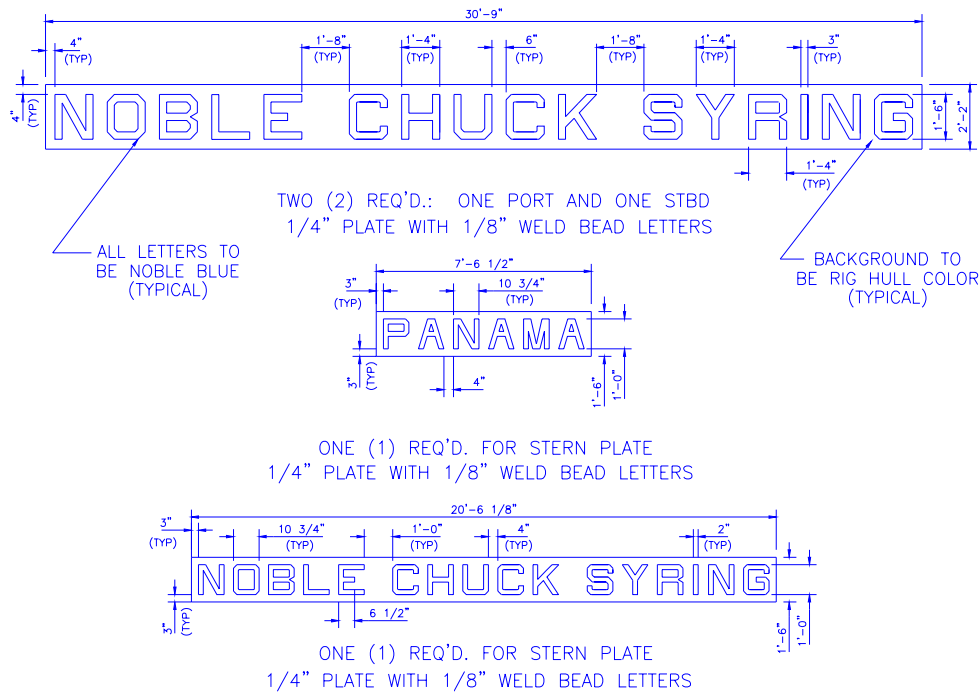 30'-9"
4"
(TYP)
1'-8"
(TYP)
1'-4"
(TYP)
6"
(TYP)
1'-8"
(TYP)
1'-4"
(TYP)
3"
(TYP)
4"
(TYP)
NOBLE CHUCK SYRING
1'-6"
2'-2"
1'-4"
(TYP)
TWO (2) REQ'D.: ONE PORT AND ONE STBD
1/4" PLATE WITH 1/8" WELD BEAD LETTERS
ALL LETTERS TO
BE NOBLE BLUE
(TYPICAL)
BACKGROUND TO
BE RIG HULL COLOR
(TYPICAL)
7'-6 1/2"
3"
(TYP)
10 3/4"
(TYP)
PANAMA
3"
(TYP)
4"
1'-6"
1'-0"
ONE (1) REQ'D. FOR STERN PLATE
1/4" PLATE WITH 1/8" WELD BEAD LETTERS
20'-6 1/8"
3"
(TYP)
10 3/4"
(TYP)
1'-0"
(TYP)
4"
(TYP)
2"
(TYP)
NOBLE CHUCK SYRING
3"
(TYP)
6 1/2"
1'-6"
1'-0"
ONE (1) REQ'D. FOR STERN PLATE
1/4" PLATE WITH 1/8" WELD BEAD LETTERS